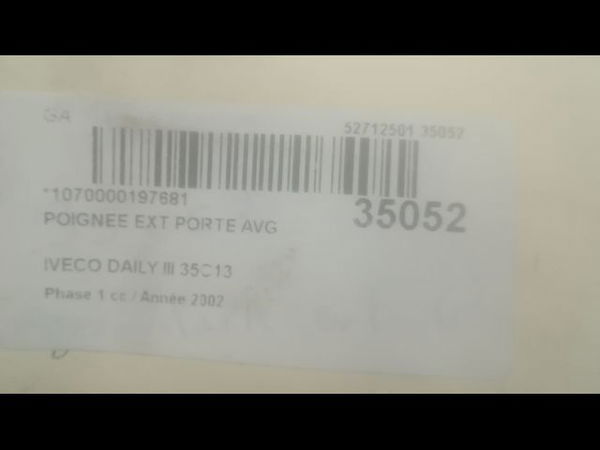 GA
52712501 35052
*1070000197681
35052
POIGNEE EXT PORTE AVG
IVECO DAILY III 35C13
Phase 1 cc / Année 2002